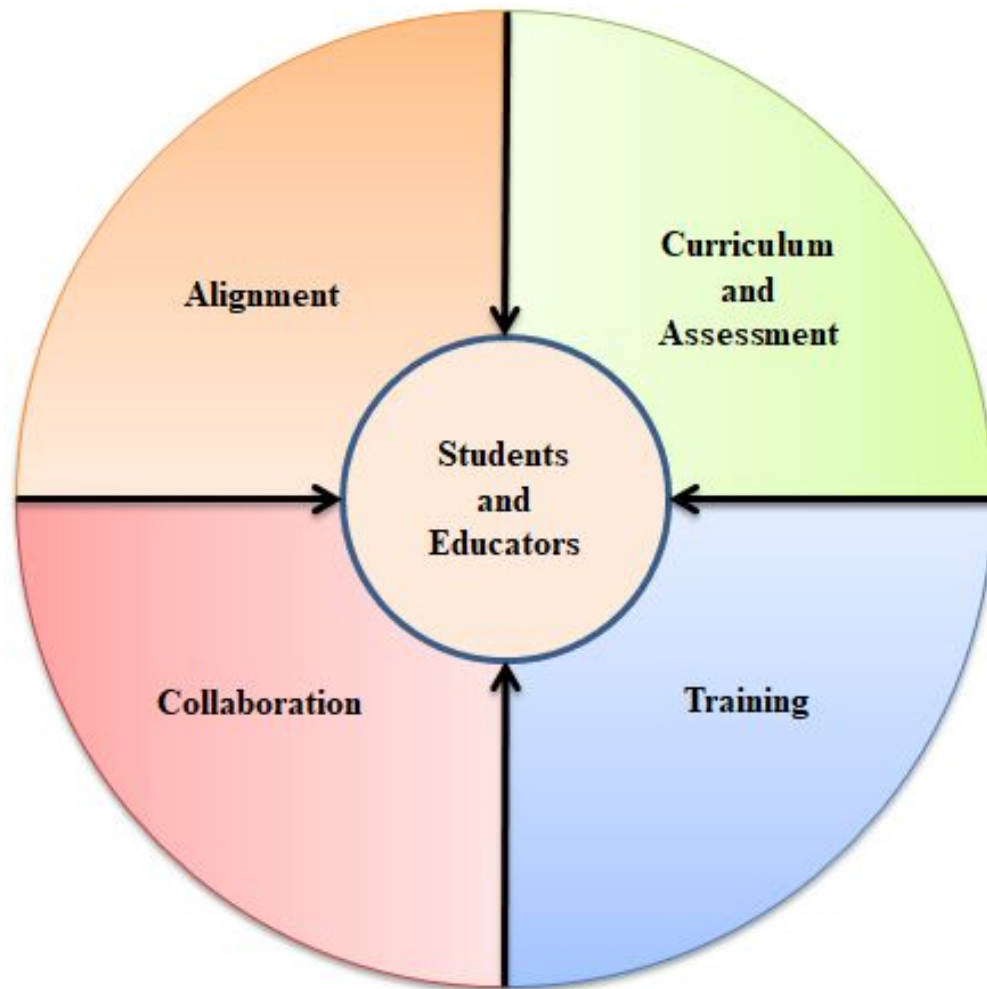 Alignment
Curriculum
and
Assessment
Students
and
Educators
Collaboration
Training